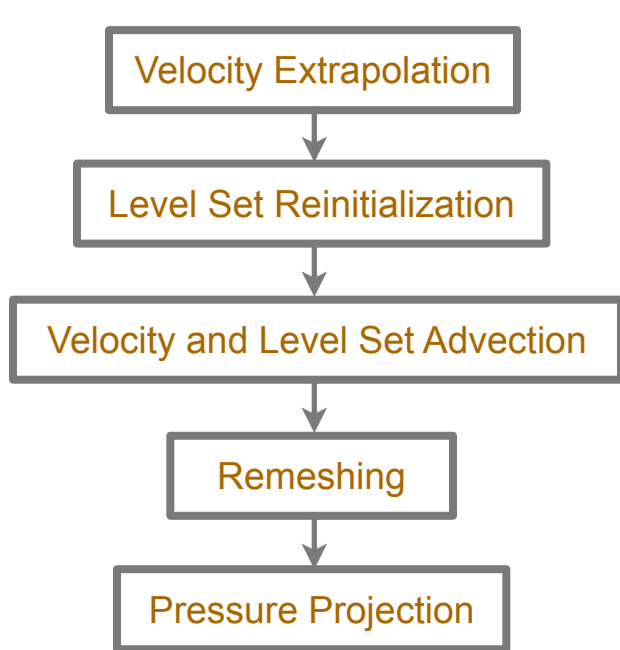 Velocity Extrapolation
Level Set Reinitialization
Velocity and Level Set Advection
Remeshing
Pressure Projection